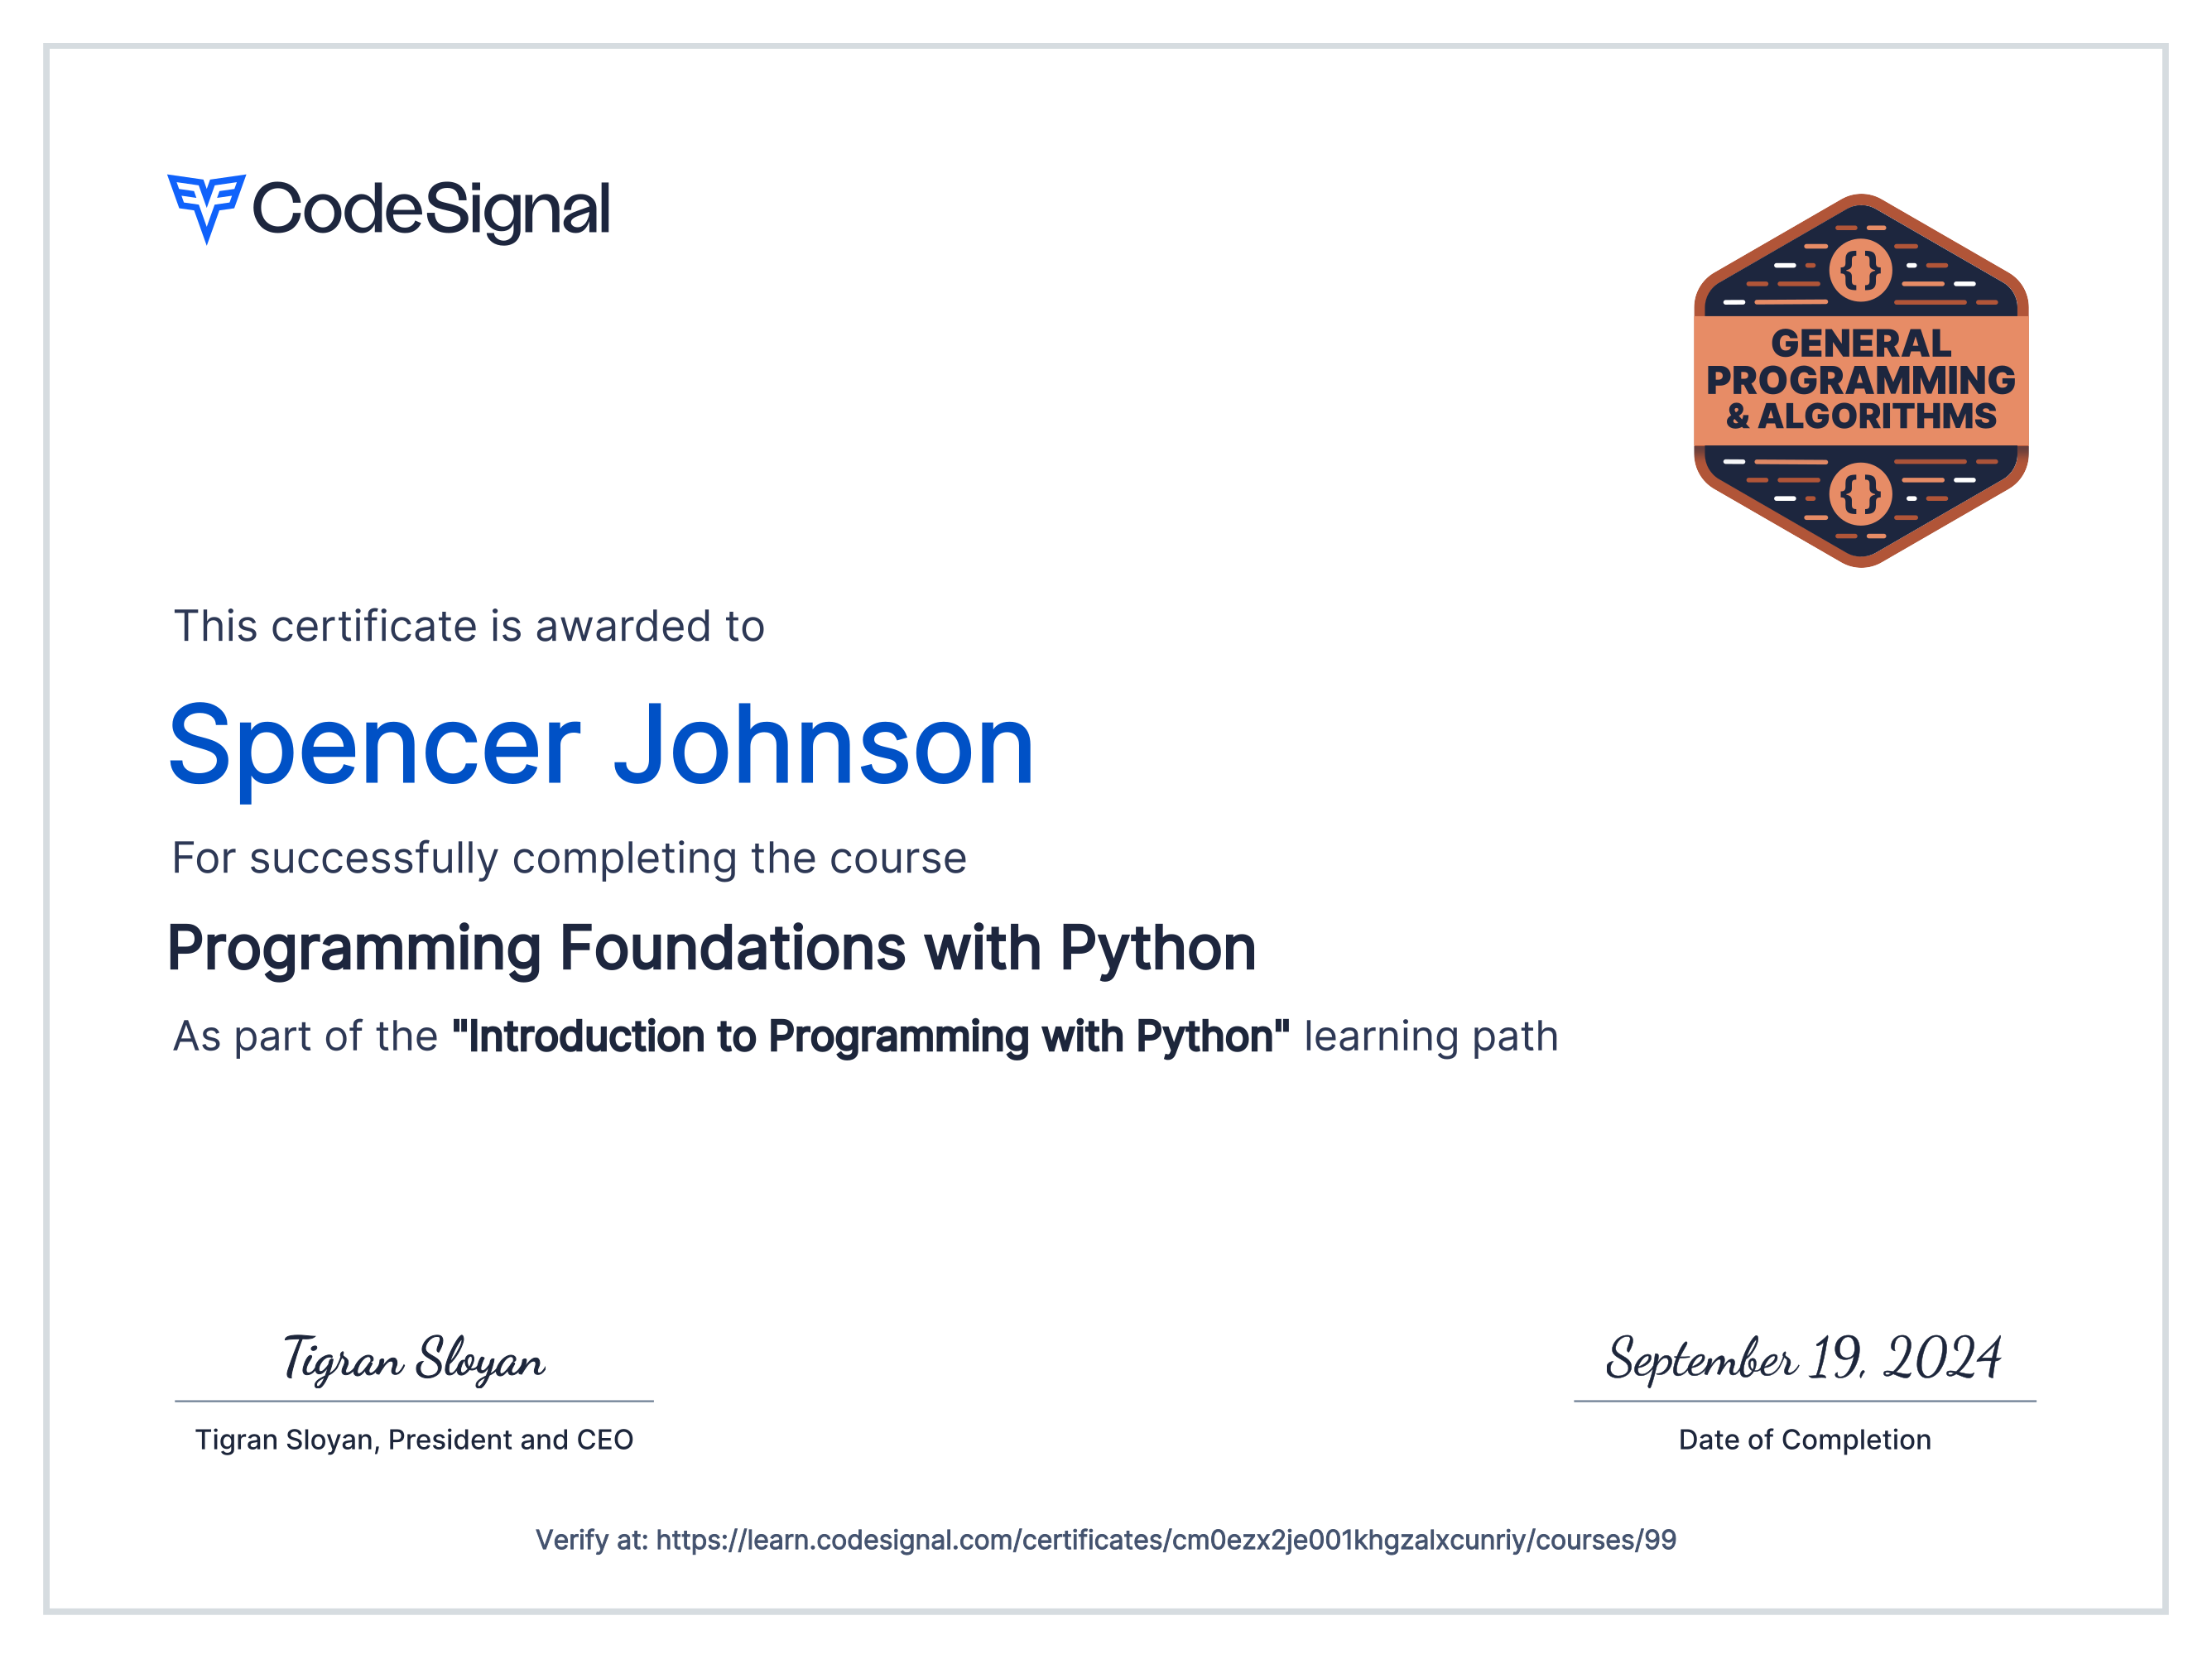 CodeSignal
{}
GENERAL
PROGRAMMING
& ALGORITHMS
{}
This certificate is awarded to
Spencer Johnson
For successfully completing the course
Programming Foundations with Python
As part of the "Introduction to Programming with Python" learning path
Tigran Sloyan
September 19, 2024
Tigran Sloyan, President and CEO
Date of Completion
Verify at: https://learn.codesignal.com/certificates/cm0ezx2je001khgzalxcunriy/courses/99